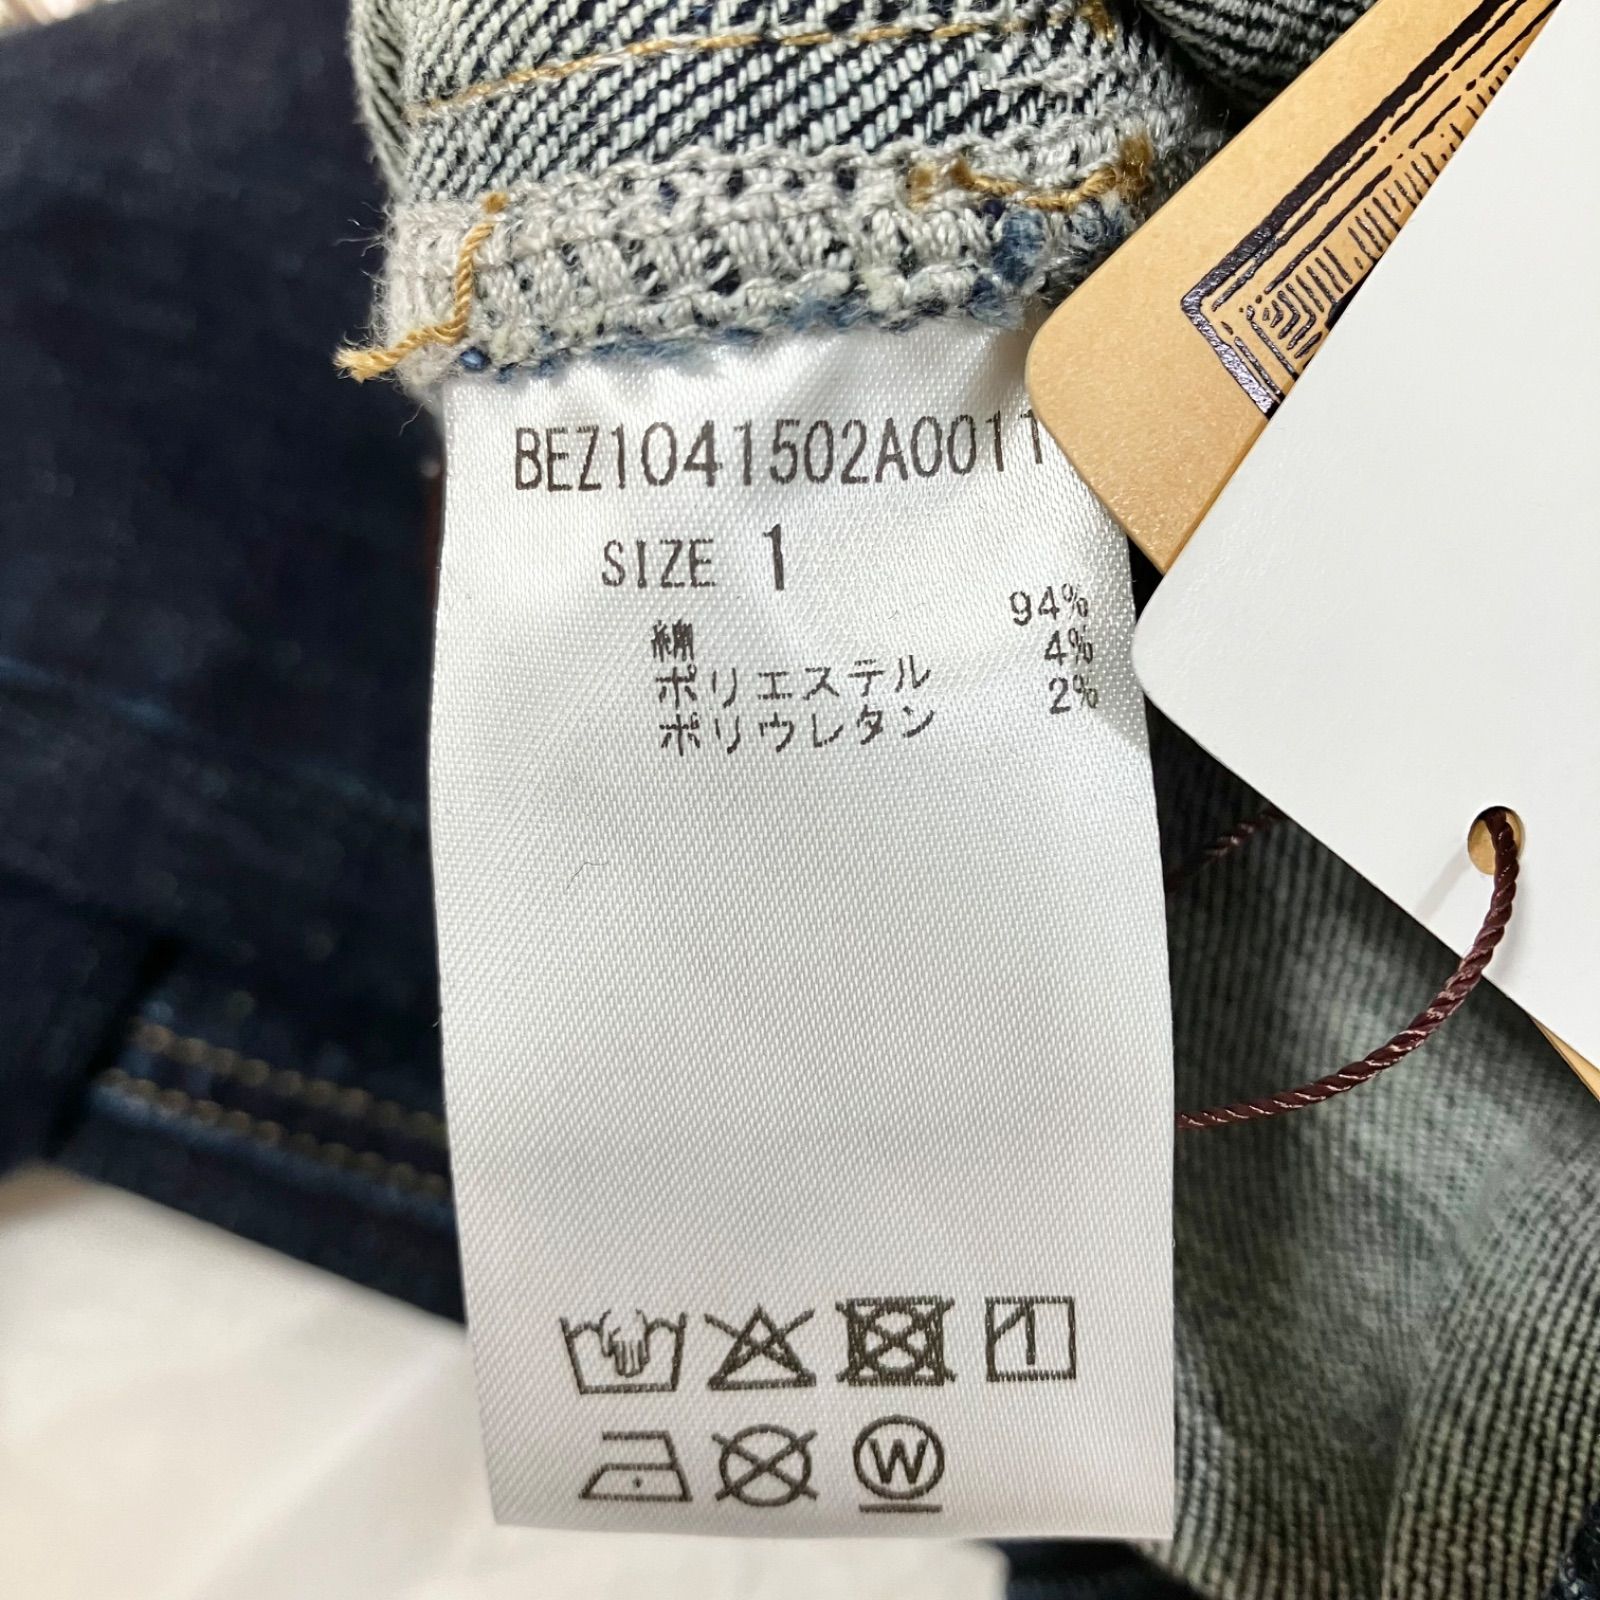 BEZ1041502A0011
SIZE 1
綿 94%
ポリエステル 4%
ポリウレタン 2%
W